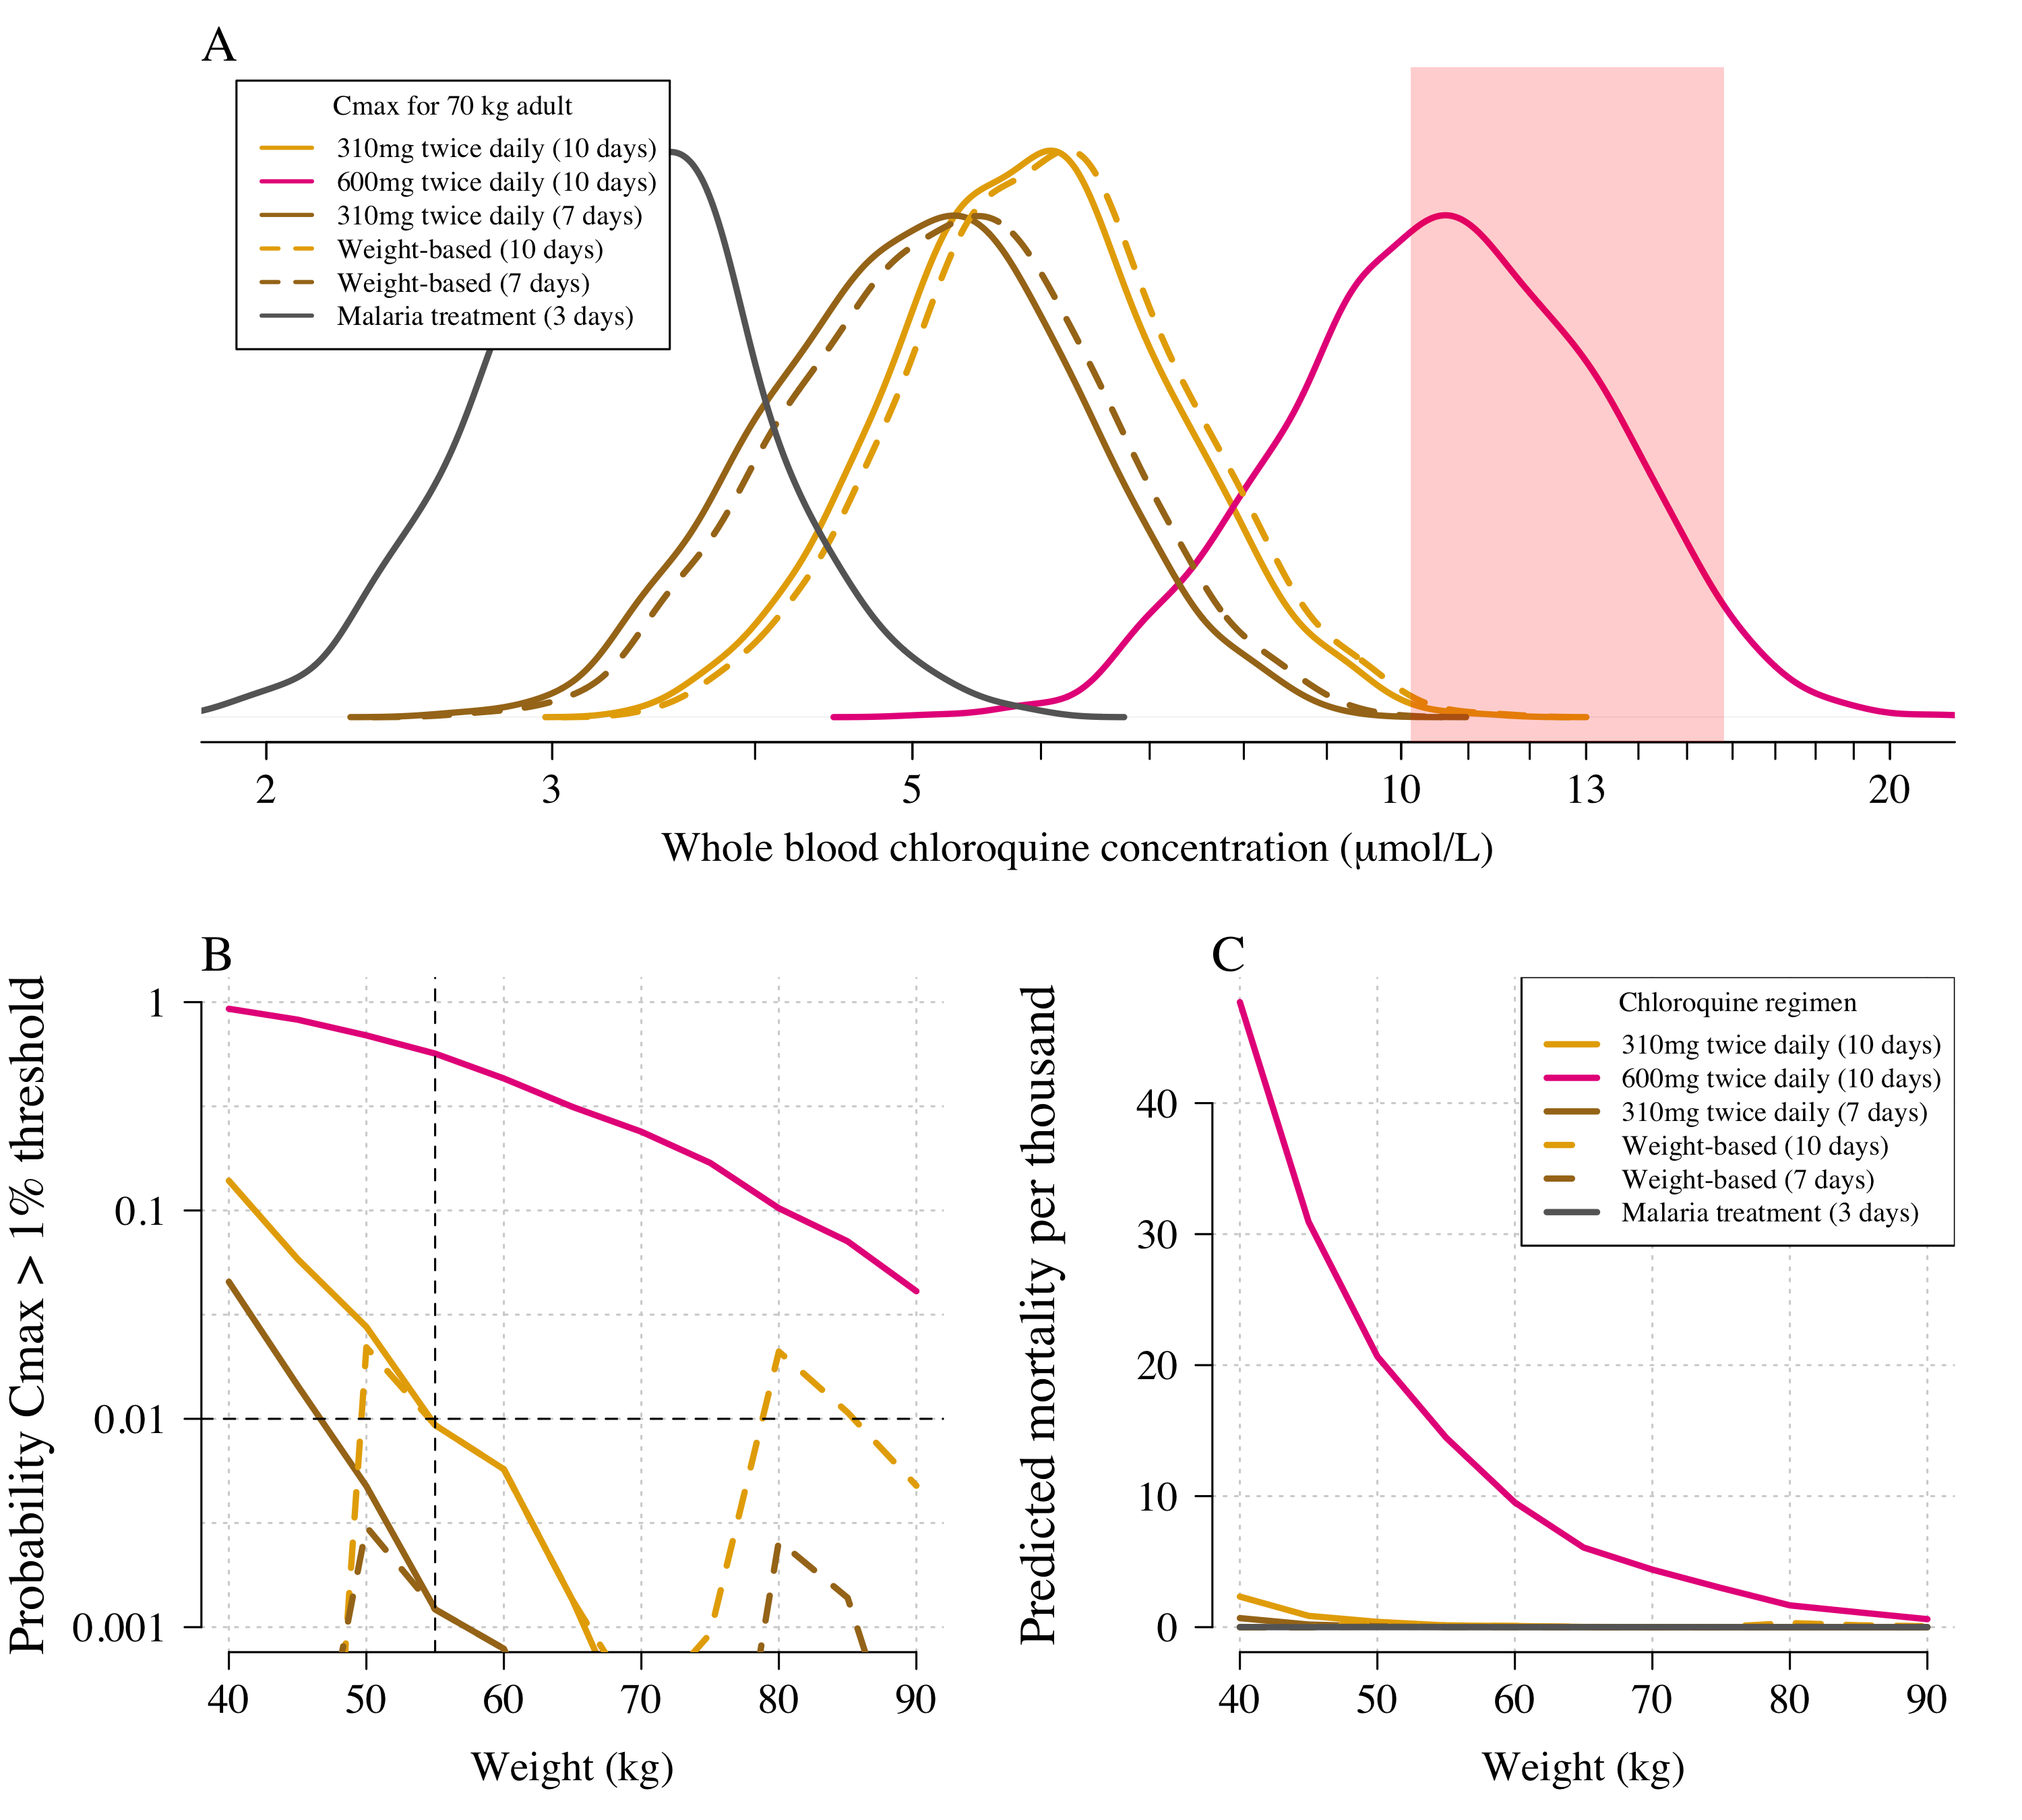 A
Cmax for 70 kg adult
310mg twice daily (10 days)
600mg twice daily (10 days)
310mg twice daily (7 days)
Weight-based (10 days)
Weight-based (7 days)
Malaria treatment (3 days)
2 3 5 10 13 20
Whole blood chloroquine concentration (μmol/L)
B
Probability Cmax > 1% threshold
1
0.1
0.01
0.001
40 50 60 70 80 90
Weight (kg)
C
Predicted mortality per thousand
Chloroquine regimen
310mg twice daily (10 days)
600mg twice daily (10 days)
310mg twice daily (7 days)
Weight-based (10 days)
Weight-based (7 days)
Malaria treatment (3 days)
40
30
20
10
0
40 50 60 70 80 90
Weight (kg)